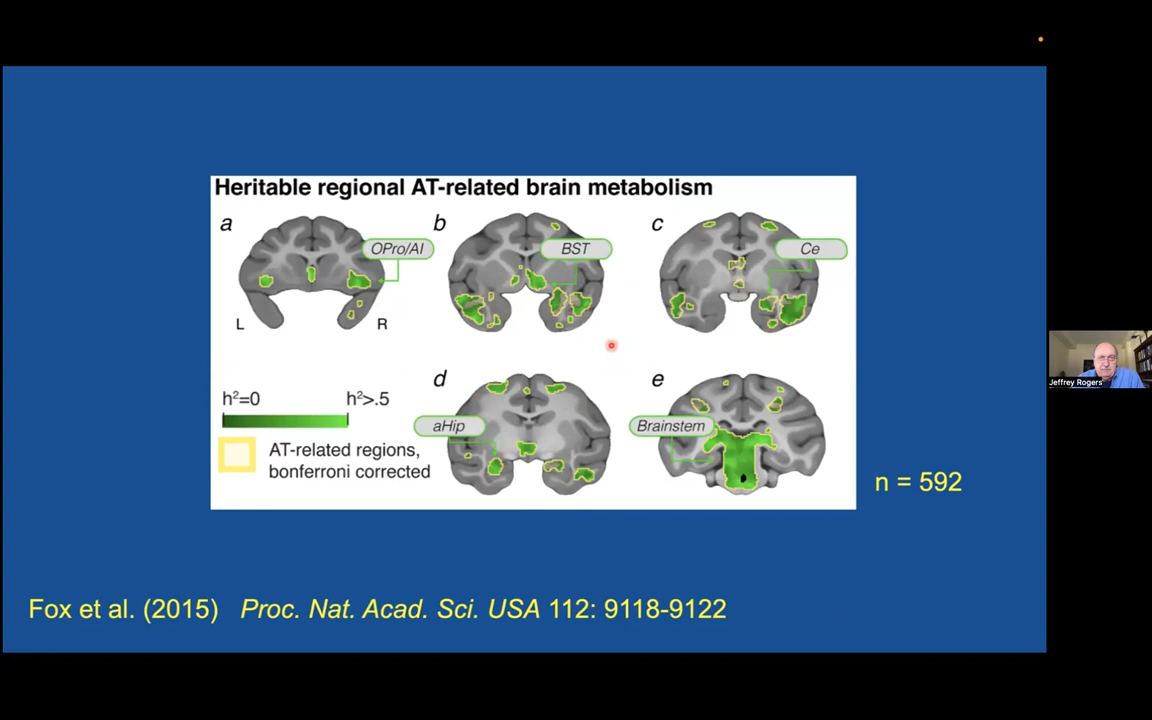 Heritable regional AT-related brain metabolism
a
OPro/AI
L
R
b
BST
c
Ce
h²=0
h²>.5
AT-related regions,
bonferroni corrected
d
aHip
e
Brainstem
n = 592
Fox et al. (2015) Proc. Nat. Acad. Sci. USA 112: 9118-9122
Jeffrey Rogers